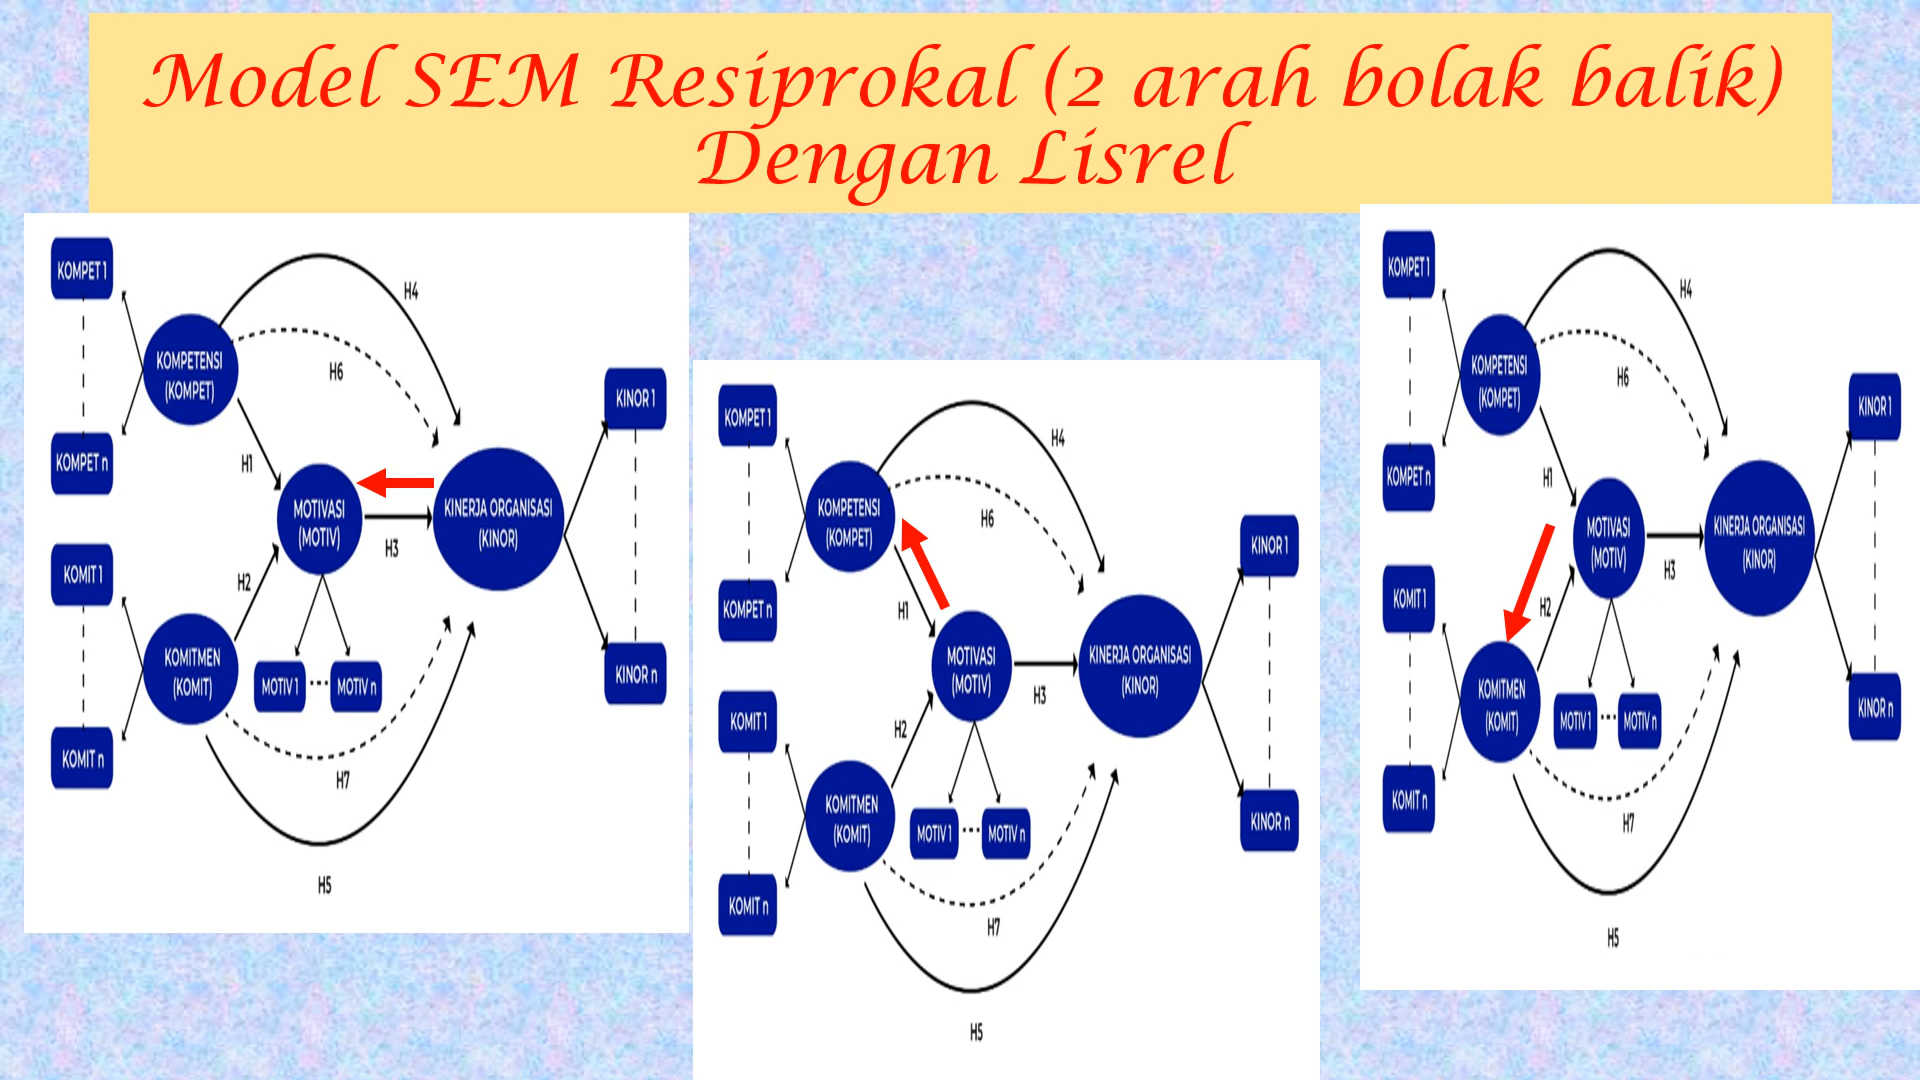 Model SEM Resiprokal (2 arah bolak balik)
Dengan Lisrel
KOMPET 1
H4
H6
KOMPETENSI
(KOMPET)
KINOR 1
KOMPET n
H1
MOTIVASI
(MOTIV)
KINERJA ORGANISASI
(KINOR)
H3
KOMIT 1
H2
KOMITMEN
(KOMIT)
MOTIV 1
MOTIV n
KINOR n
KOMIT n
H7
H5
KOMPET 1
H4
H6
KOMPETENSI
(KOMPET)
KINOR 1
KOMPET n
H1
MOTIVASI
(MOTIV)
KINERJA ORGANISASI
(KINOR)
H3
KOMIT 1
H2
KOMITMEN
(KOMIT)
MOTIV 1
MOTIV n
KINOR n
KOMIT n
H7
H5
KOMPET 1
H4
H6
KOMPETENSI
(KOMPET)
KINOR 1
KOMPET n
H1
MOTIVASI
(MOTIV)
KINERJA ORGANISASI
(KINOR)
H3
KOMIT 1
H2
KOMITMEN
(KOMIT)
MOTIV 1
MOTIV n
KINOR n
KOMIT n
H7
H5